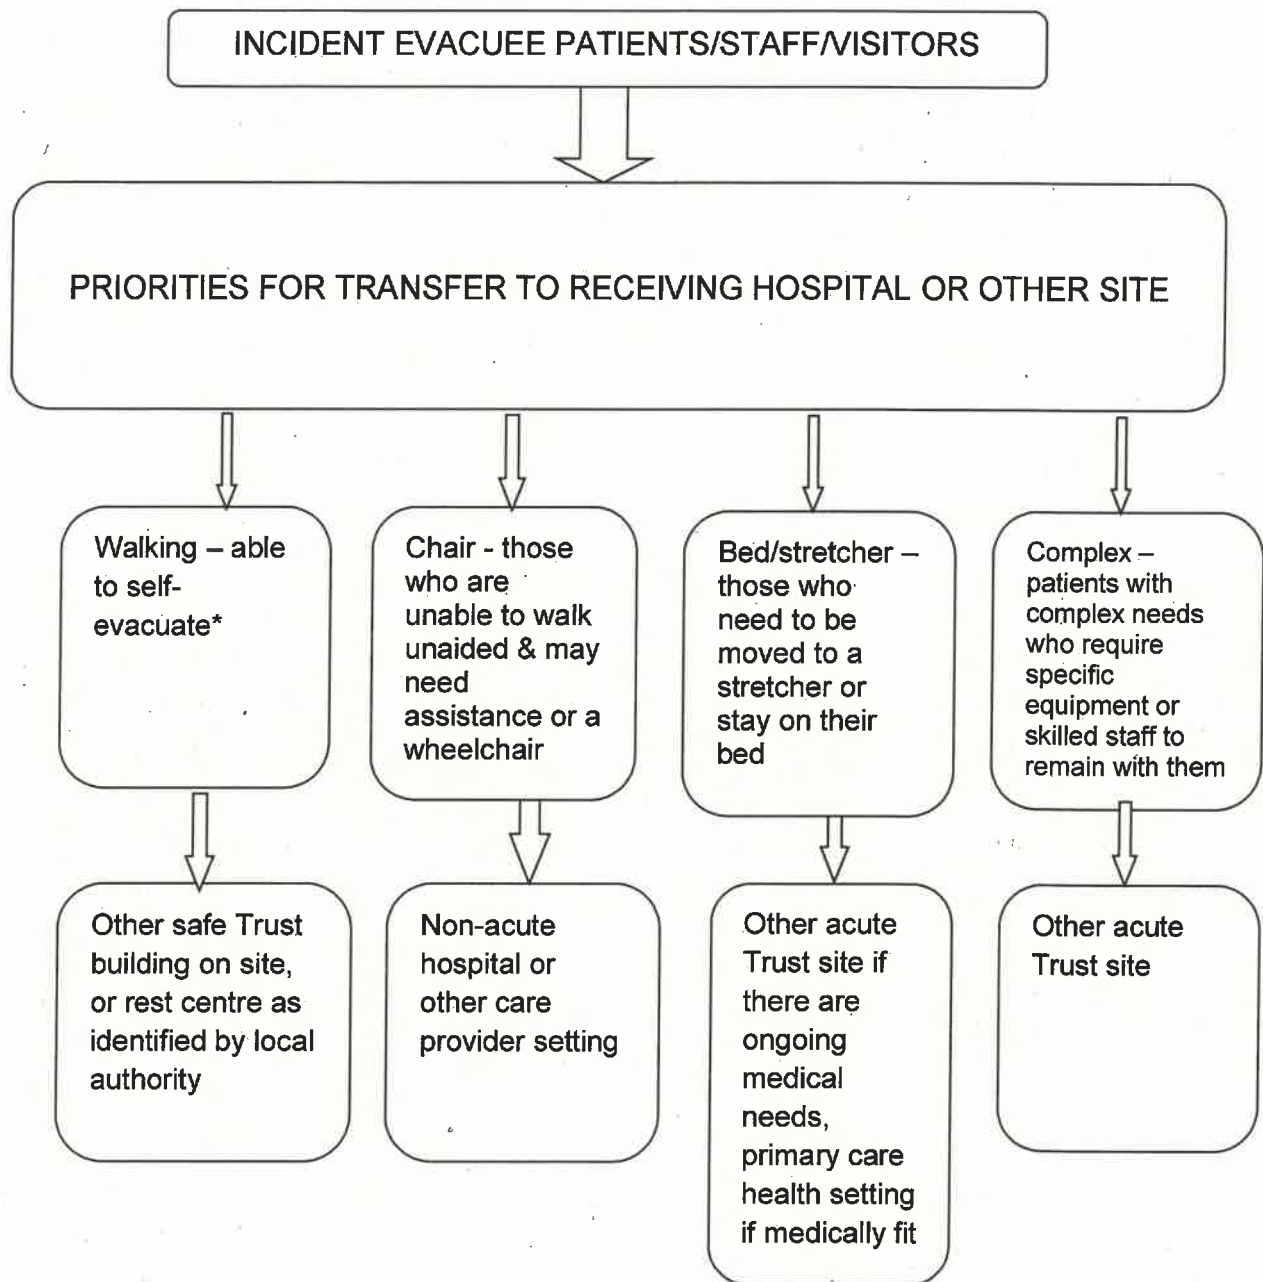 INCIDENT EVACUEE PATIENTS/STAFF/VISITORS
PRIORITIES FOR TRANSFER TO RECEIVING HOSPITAL OR OTHER SITE
Walking – able
to self-
evacuate*
Chair - those
who are
unable to walk
unaided & may
need
assistance or a
wheelchair
Bed/stretcher –
those who
need to be
moved to a
stretcher or
stay on their
bed
Complex –
patients with
complex needs
who require
specific
equipment or
skilled staff to
remain with them
Other safe Trust
building on site,
or rest centre as
identified by local
authority
Non-acute
hospital or
other care
provider setting
Other acute
Trust site if
there are
ongoing
medical
needs,
primary care
health setting
if medically fit
Other acute
Trust site